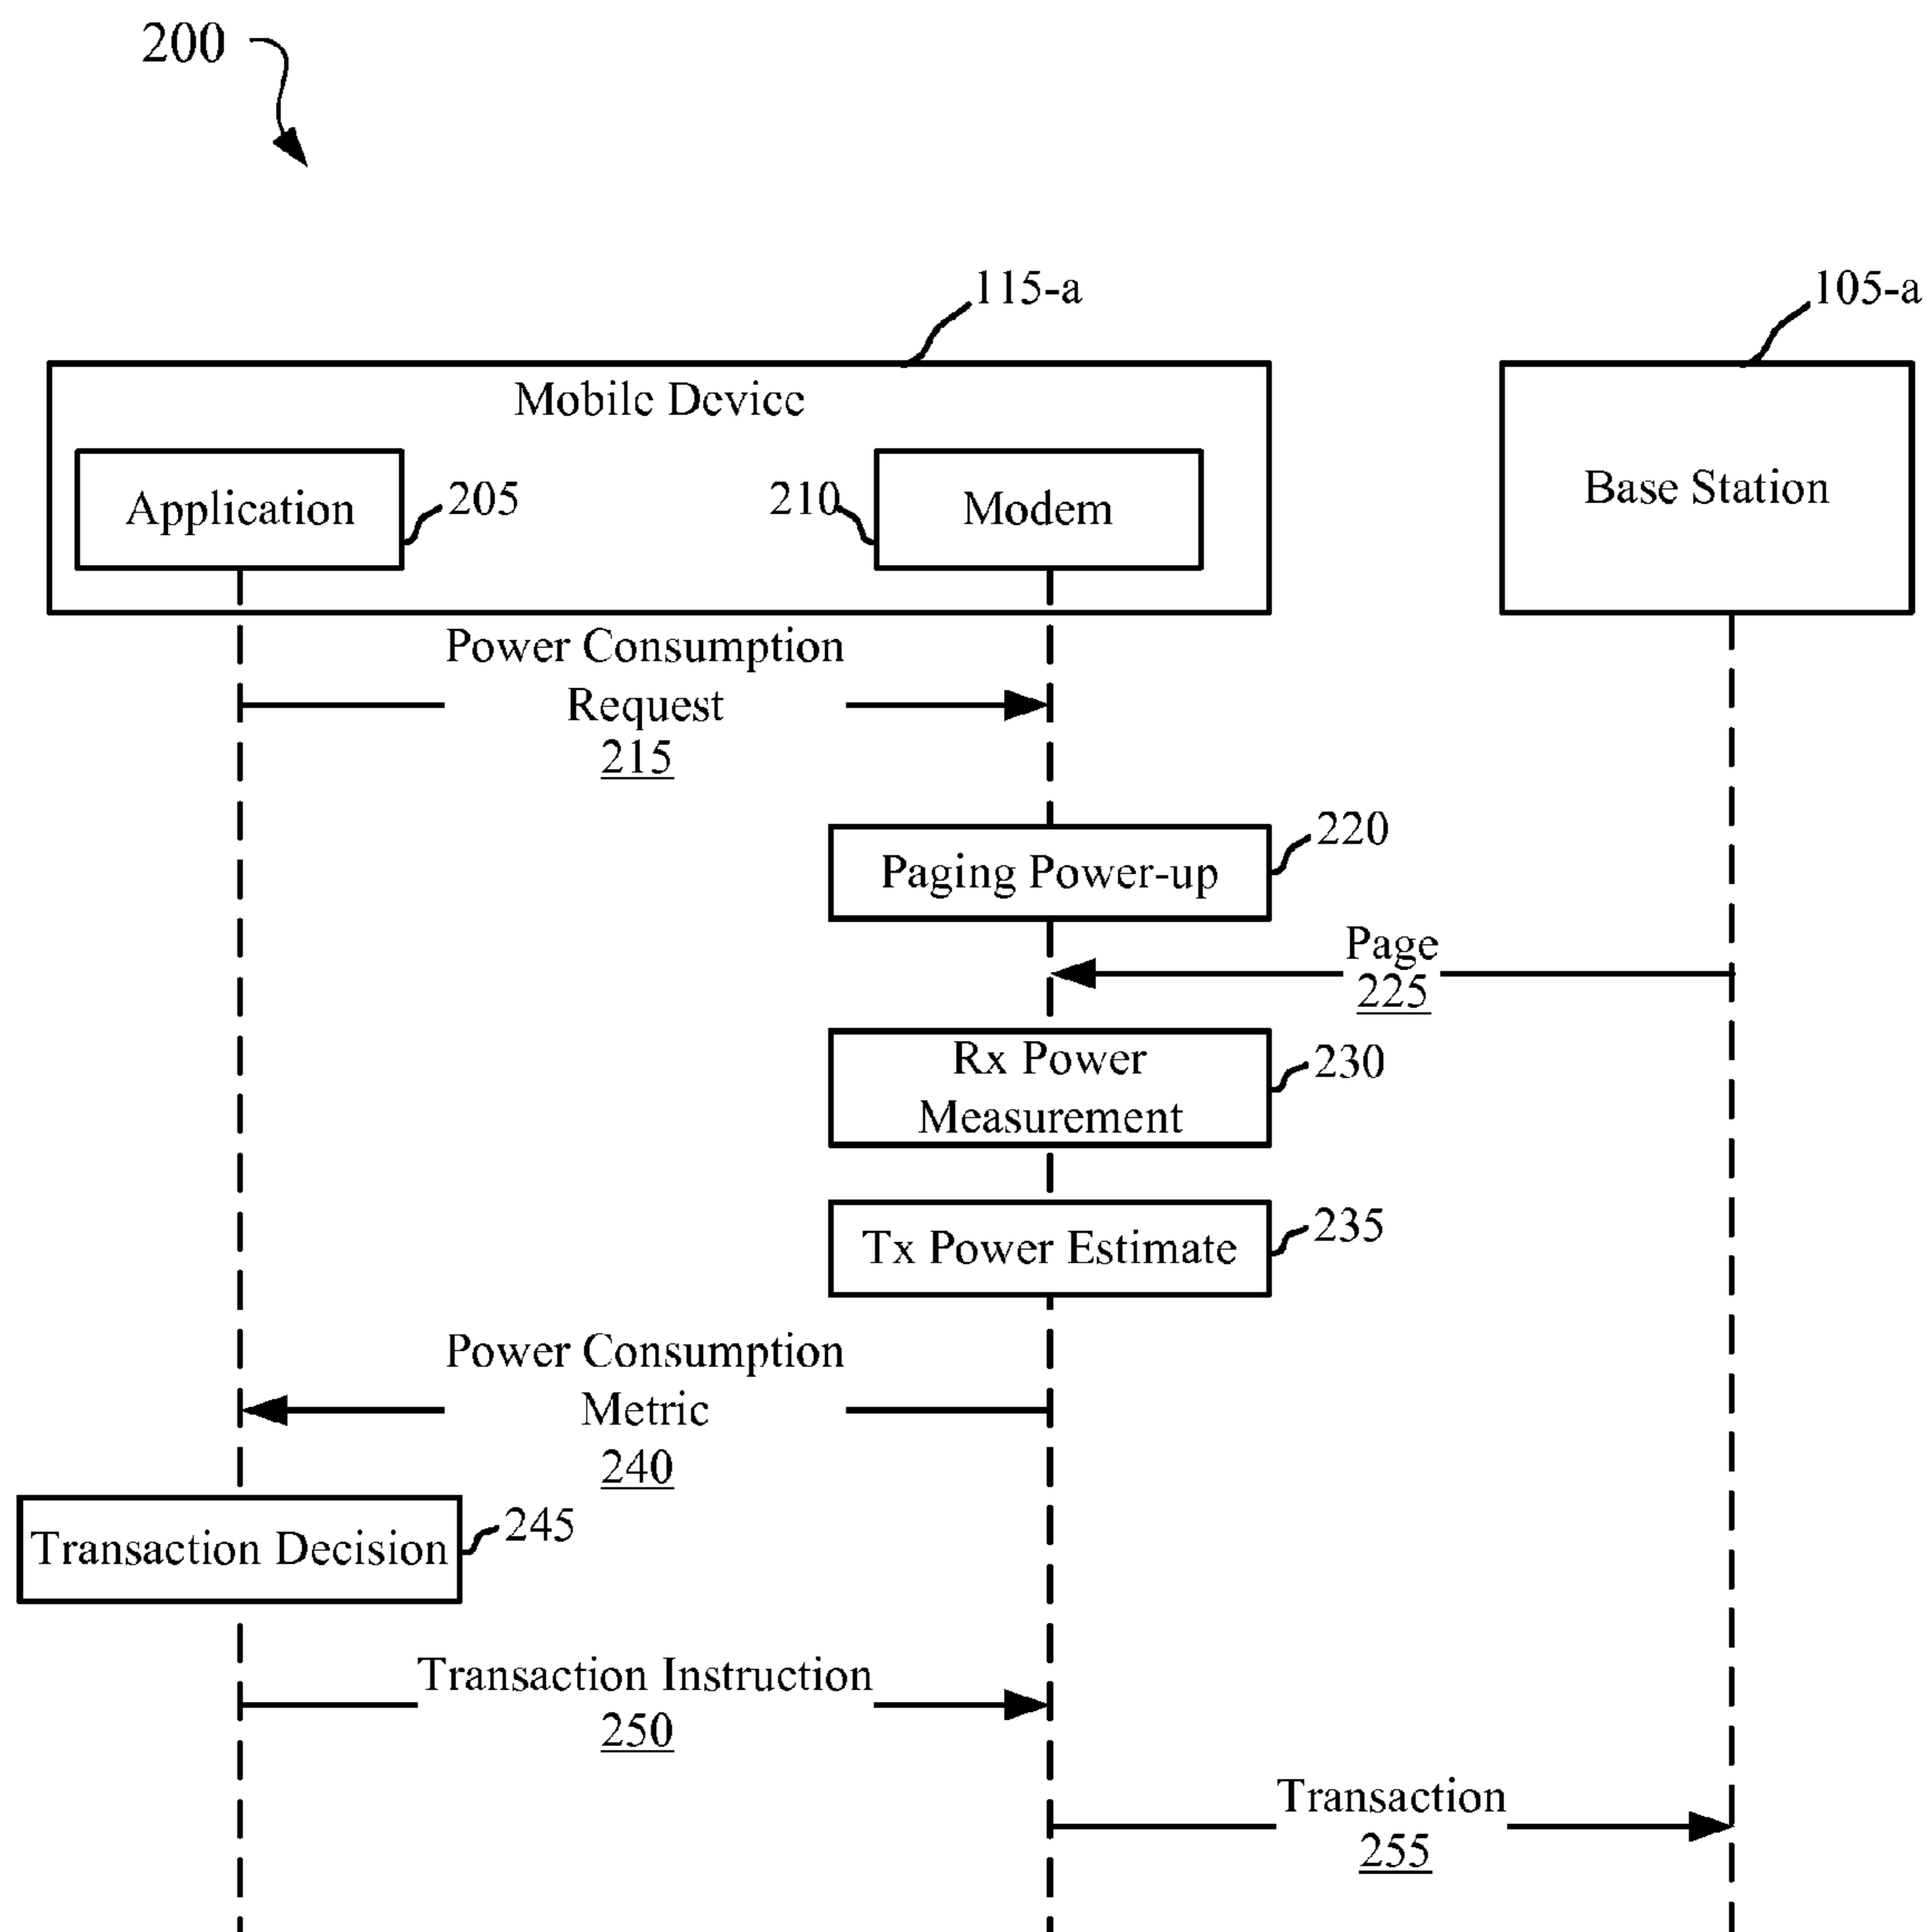 200
115-a
105-a
Mobile Device
Application
205
210
Modem
Base Station
Power Consumption
Request
215
220
Paging Power-up
Page
225
Rx Power
Measurement
230
Tx Power Estimate
235
Power Consumption
Metric
240
Transaction Decision
245
Transaction Instruction
250
Transaction
255